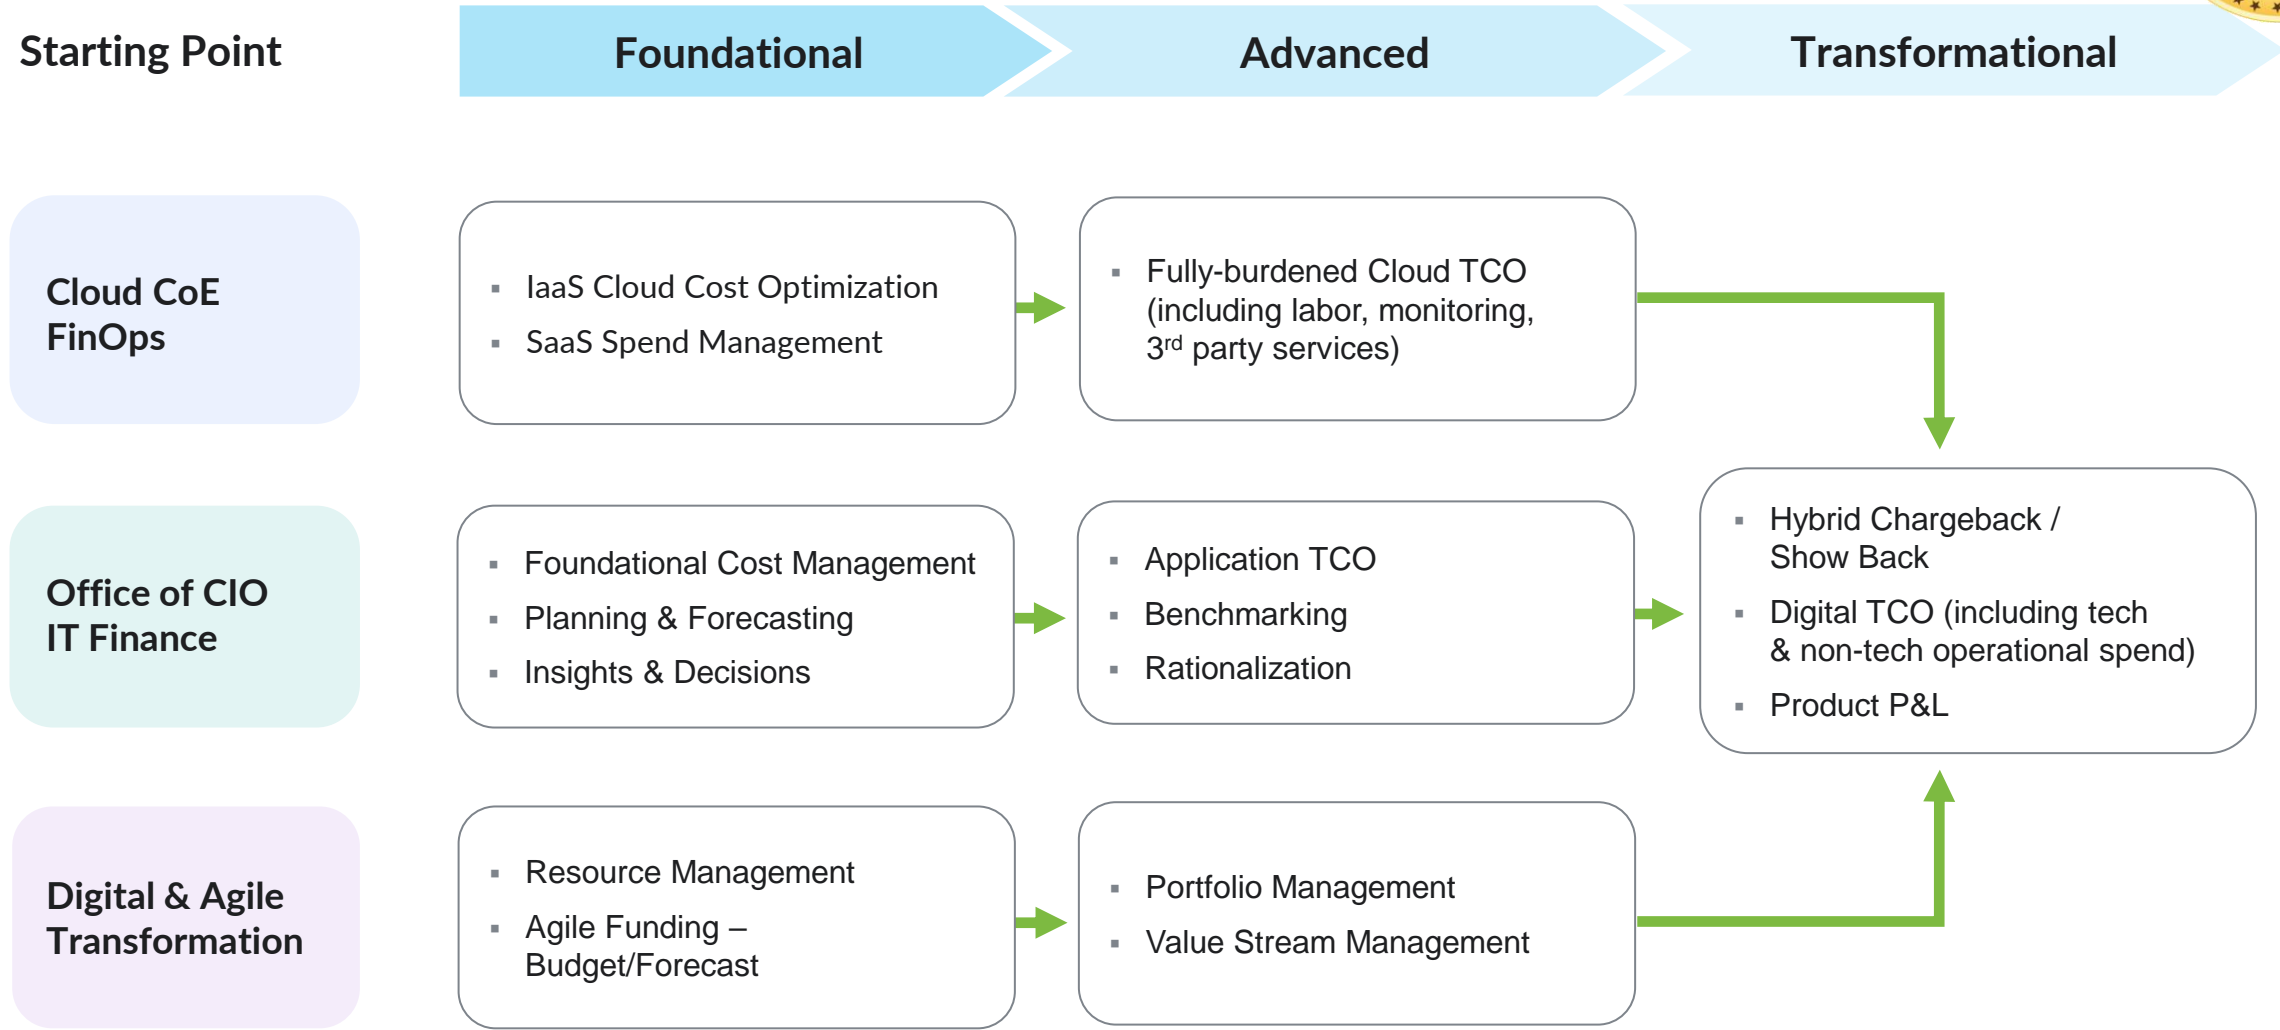 Starting Point
Foundational
Advanced
Transformational
Cloud CoE
FinOps
▪ IaaS Cloud Cost Optimization
▪ SaaS Spend Management
▪ Fully-burdened Cloud TCO
(including labor, monitoring,
3rd party services)
Office of CIO
IT Finance
▪ Foundational Cost Management
▪ Planning & Forecasting
▪ Insights & Decisions
▪ Application TCO
▪ Benchmarking
▪ Rationalization
▪ Hybrid Chargeback /
Show Back
▪ Digital TCO (including tech
& non-tech operational spend)
▪ Product P&L
Digital & Agile
Transformation
▪ Resource Management
▪ Agile Funding –
Budget/Forecast
▪ Portfolio Management
▪ Value Stream Management